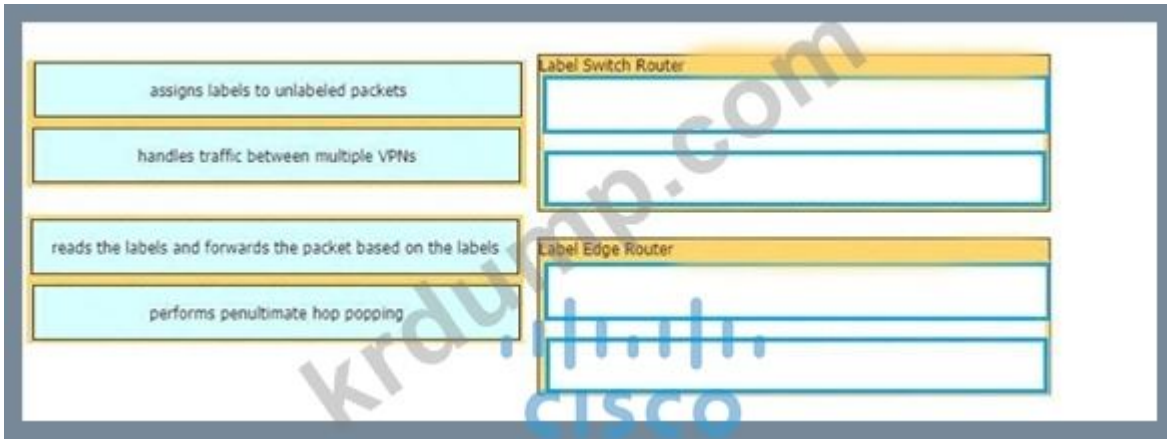 assigns labels to unlabeled packets
handles traffic between multiple VPNs
reads the labels and forwards the packet based on the labels
performs penultimate hop popping
Label Switch Router
Label Edge Router
krdump.com
CISCO